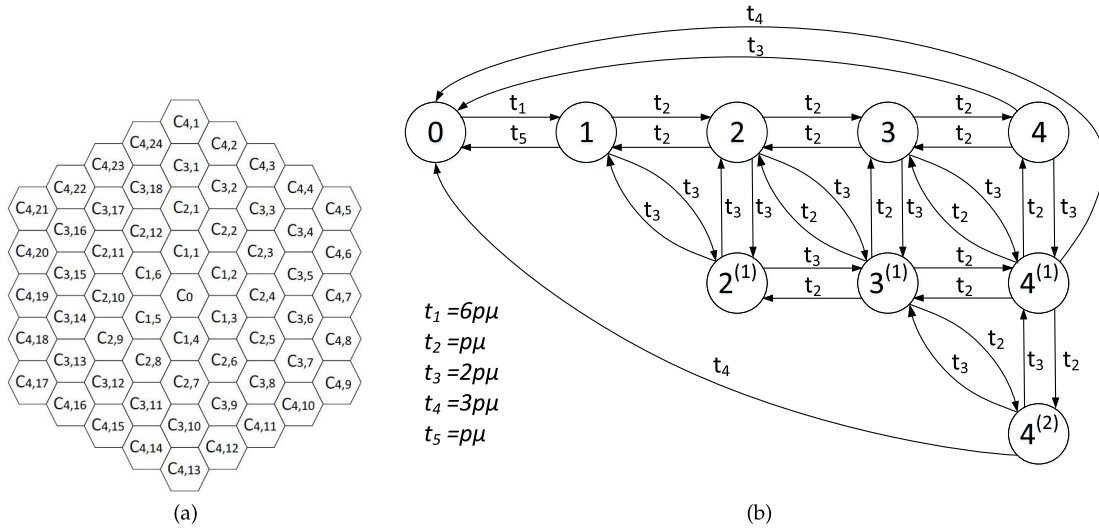 C4,1
C4,24 C4,2
C4,23 C3,1 C4,3
C4,22 C3,18 C3,2 C4,4
C4,21 C3,17 C2,1 C3,3 C4,5
C3,16 C2,12 C2,2 C3,4
C4,20 C2,11 C1,1 C2,3 C4,6
C3,15 C1,6 C1,2 C3,5
C4,19 C2,10 C0 C2,4 C4,7
C3,14 C1,5 C1,3 C3,6
C4,18 C2,9 C1,4 C2,5 C4,8
C3,13 C2,8 C2,6 C3,7
C4,17 C3,12 C2,7 C3,8 C4,9
C4,16 C3,11 C3,9 C4,10
C4,15 C3,10 C4,11
C4,14 C4,12
C4,13
(a)
t4
t3
t1 t2 t2 t2
0 1 2 3 4
t5 t2 t2 t2
t3 t3 t3
t3 t3 t3 t2 t2 t3 t2 t2 t3
t3 t2
2(1) 3(1) 4(1)
t2 t2
t2 t3 t3 t2
t4
4(2)
t1 =6pμ
t2 =pμ
t3 =2pμ
t4 =3pμ
t5 =pμ
(b)